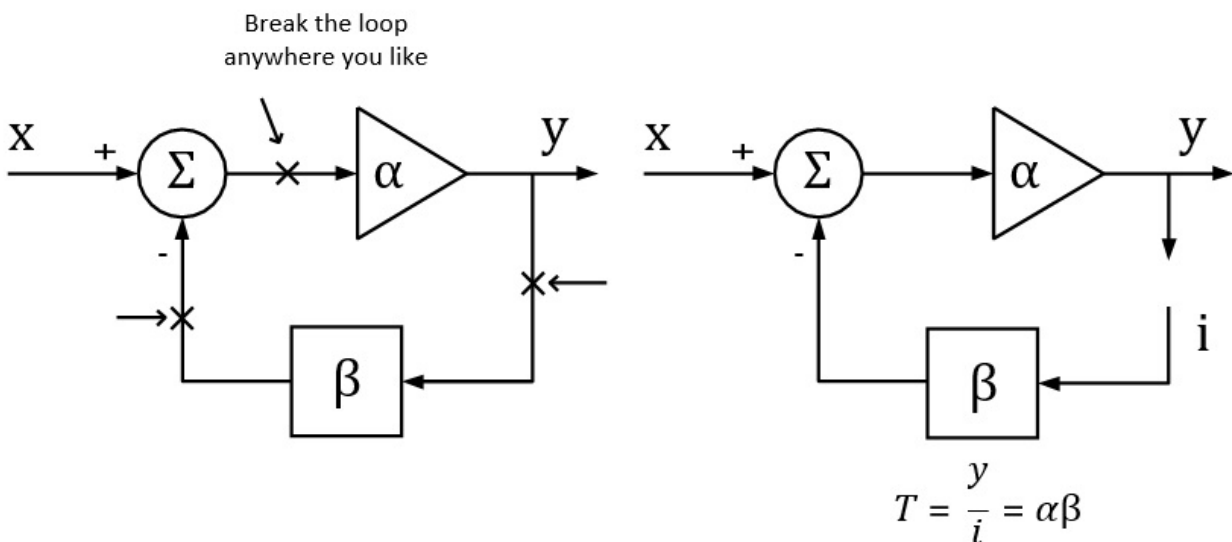 Break the loop
anywhere you like
x + Σ α y
-
β
x + Σ α y
-
i
β
T = y/i = αβ